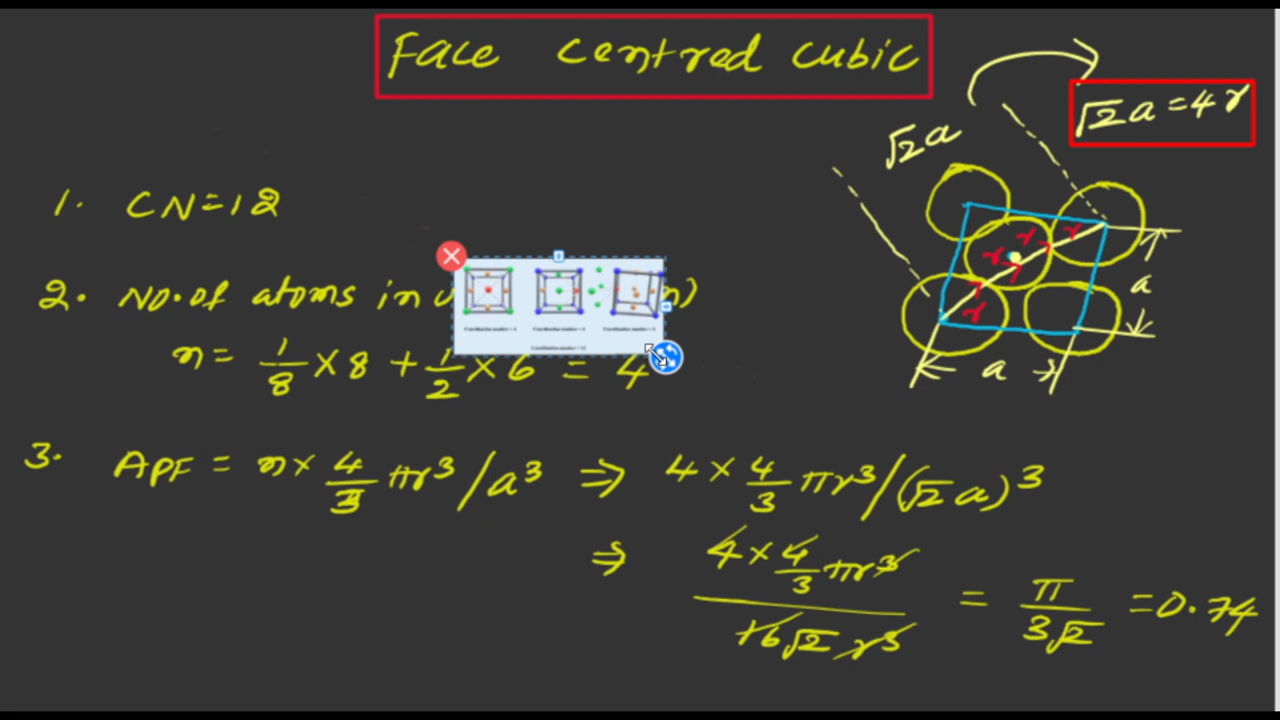 Face Centred Cubic
√2a = 4r
√2a
1. CN = 12
r r
r r
r
a
2. No. of atoms in u )
n = 1/8 × 8 + 1/2 × 6 = 4
a
3. APF = n × 4/3 πr³/a³ ⇒ 4 × 4/3 πr³/(√2 a)³
⇒ 4 × 4/3 πr³ / 16√2 r³ = π/3√2 = 0.74